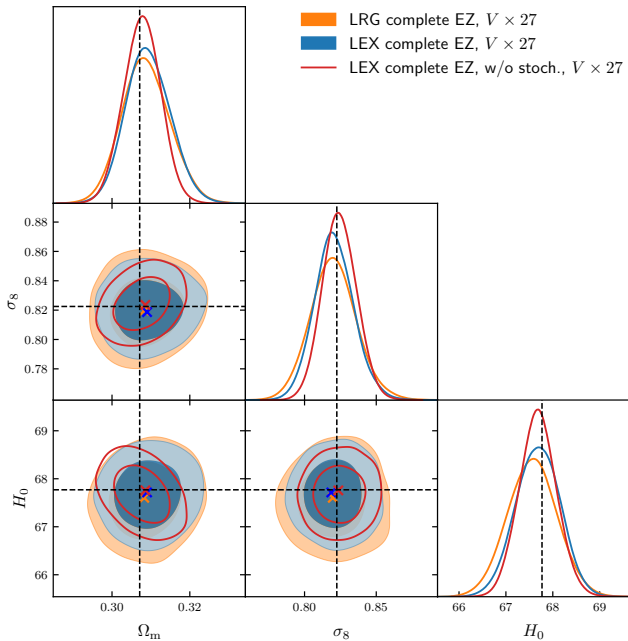 LRG complete EZ, V × 27
LEX complete EZ, V × 27
LEX complete EZ, w/o stoch., V × 27
σ₈
0.88
0.86
0.84
0.82
0.80
0.78
H₀
69
68
67
66
0.30 0.32
Ωₘ
0.80 0.85
σ₈
66 67 68 69
H₀